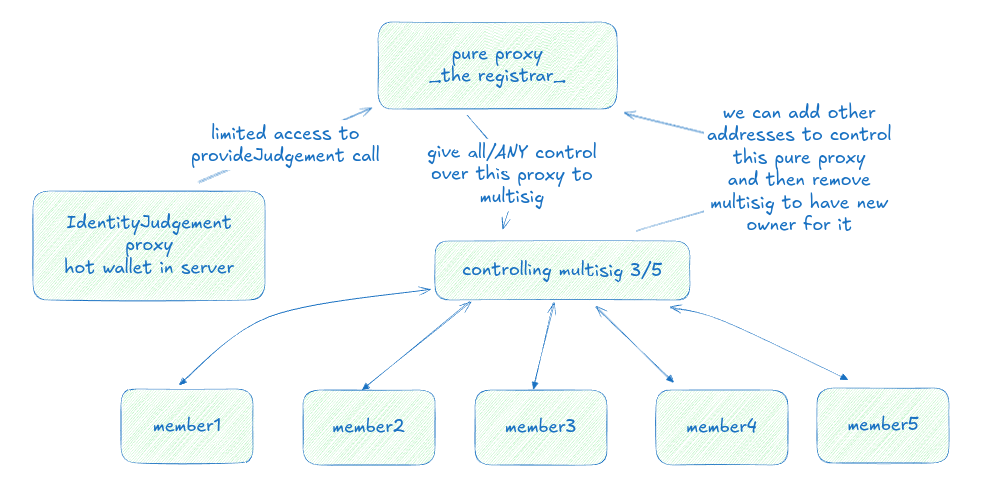 pure proxy
_the registrar_
limited access to
provideJudgement call
give all/ANY control
over this proxy to
multisig
we can add other
addresses to control
this pure proxy
and then remove
multisig to have new
owner for it
IdentityJudgement
proxy
hot wallet in server
controlling multisig 3/5
member1
member2
member3
member4
member5